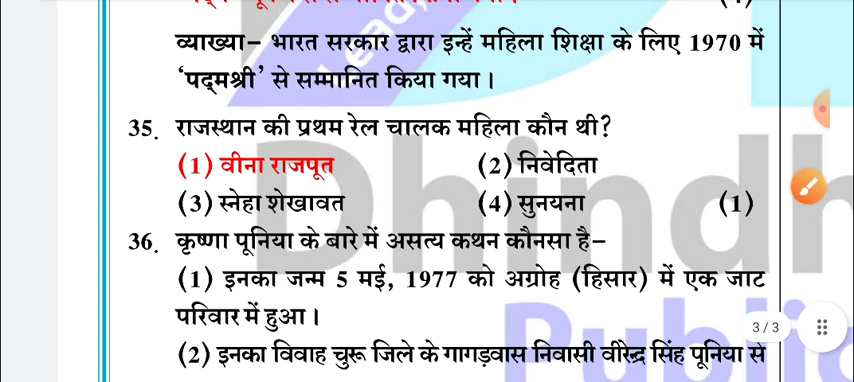 व्याख्या– भारत सरकार द्वारा इन्हें महिला शिक्षा के लिए 1970 में
‘पद्मश्री’ से सम्मानित किया गया।
35. राजस्थान की प्रथम रेल चालक महिला कौन थी?
(1) वीना राजपूत (2) निवेदिता
(3) स्नेहा शेखावत (4) सुनयना (1)
36. कृष्णा पूनिया के बारे में असत्य कथन कौनसा है–
(1) इनका जन्म 5 मई, 1977 को अग्रोह (हिसार) में एक जाट
परिवार में हुआ।
3/3
(2) इनका विवाह चुरू जिले के गागड़वास निवासी वीरेन्द्र सिंह पूनिया से
Dhindh
Public